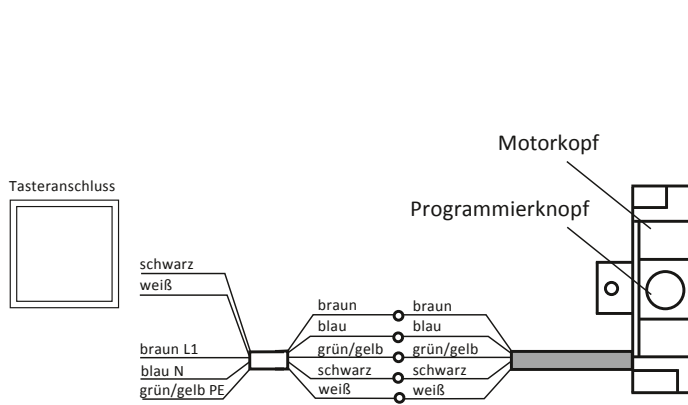 Motorkopf
Tasteranschluss
Programmierknopf
schwarz
weiß
braun braun
blau blau
braun L1
grün/gelb grün/gelb
blau N
schwarz schwarz
grün/gelb PE
weiß weiß